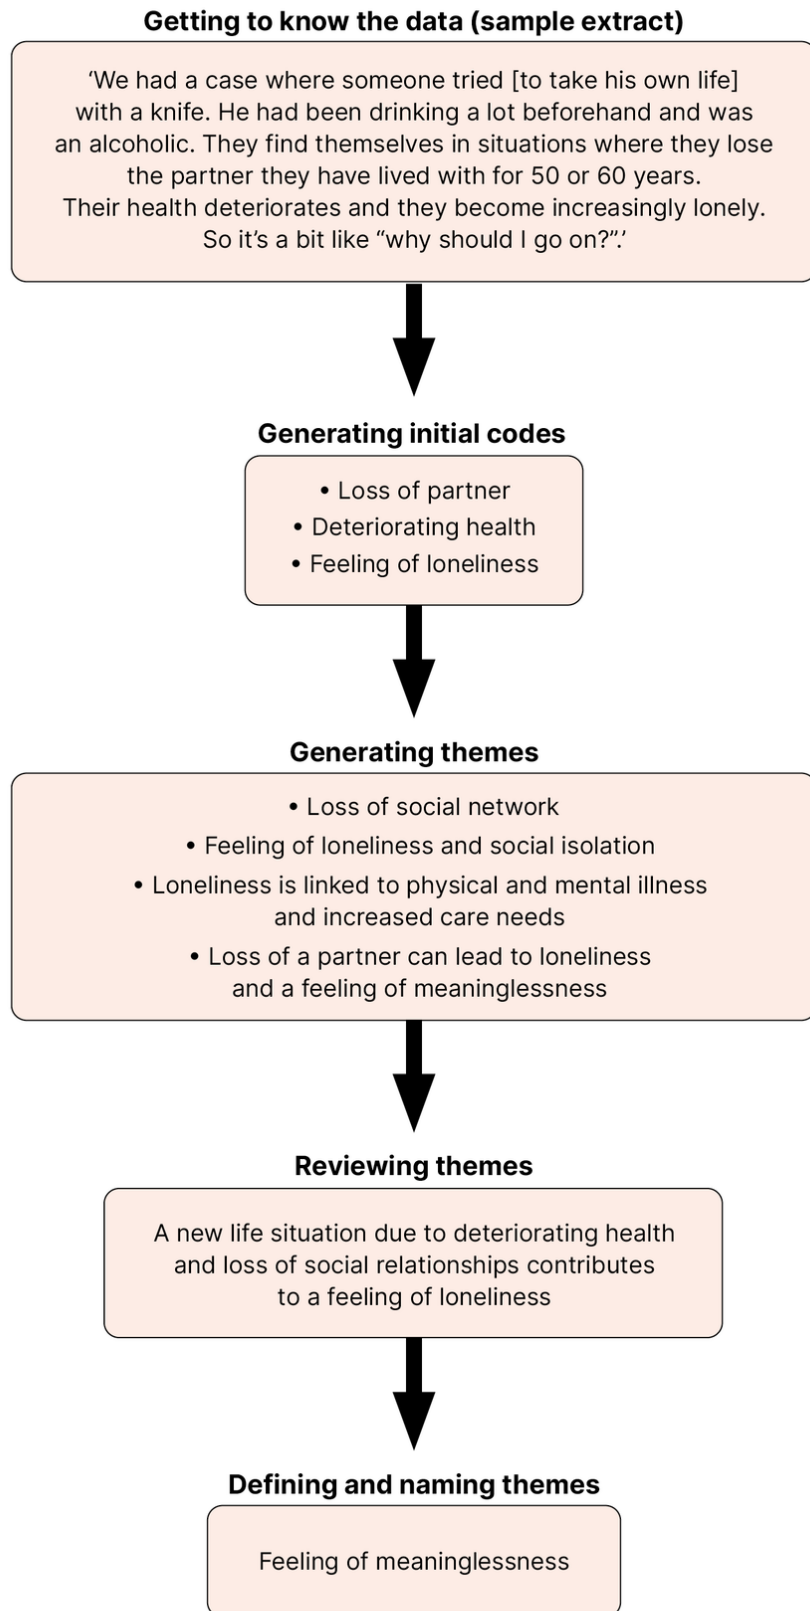 Getting to know the data (sample extract)
‘We had a case where someone tried [to take his own life]
with a knife. He had been drinking a lot beforehand and was
an alcoholic. They find themselves in situations where they lose
the partner they have lived with for 50 or 60 years.
Their health deteriorates and they become increasingly lonely.
So it’s a bit like “why should I go on?”.’
Generating initial codes
• Loss of partner
• Deteriorating health
• Feeling of loneliness
Generating themes
• Loss of social network
• Feeling of loneliness and social isolation
• Loneliness is linked to physical and mental illness
and increased care needs
• Loss of a partner can lead to loneliness
and a feeling of meaninglessness
Reviewing themes
A new life situation due to deteriorating health
and loss of social relationships contributes
to a feeling of loneliness
Defining and naming themes
Feeling of meaninglessness